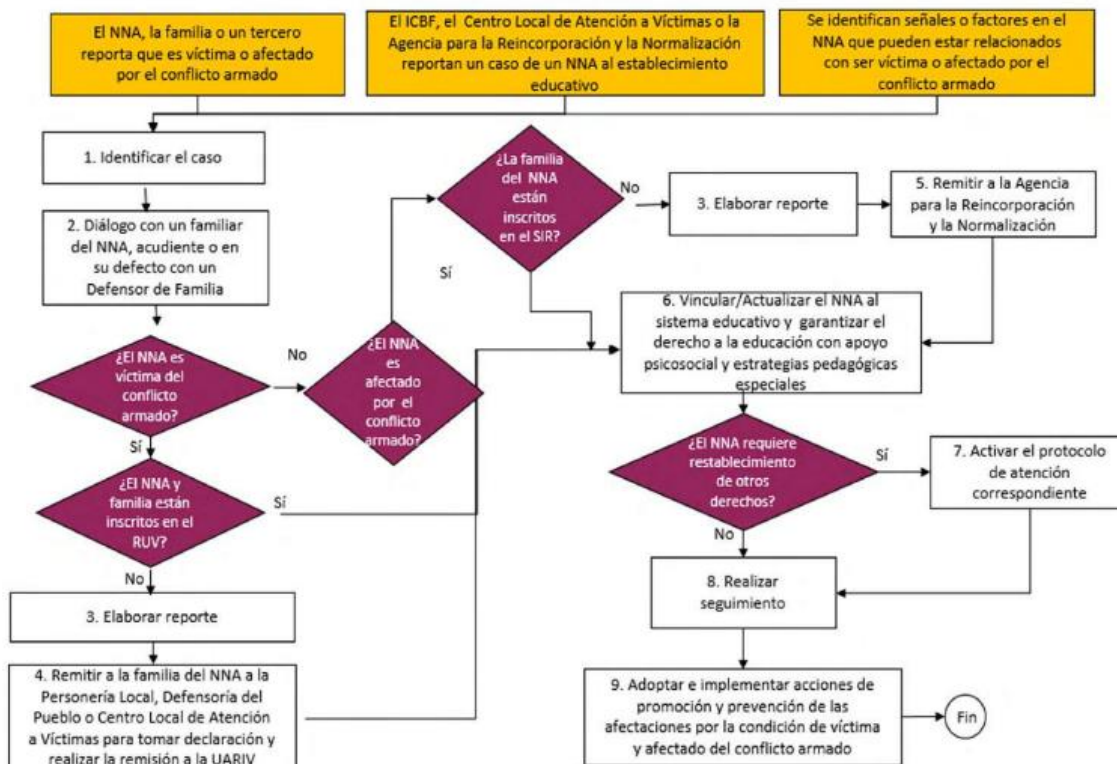 El NNA, la familia o un tercero
reporta que es víctima o afectado
por el conflicto armado
El ICBF, el Centro Local de Atención a Víctimas o la
Agencia para la Reincorporación y la Normalización
reportan un caso de un NNA al establecimiento
educativo
Se identifican señales o factores en el
NNA que pueden estar relacionados
con ser víctima o afectado por el
conflicto armado
1. Identificar el caso
2. Diálogo con un familiar
del NNA, acudiente o en
su defecto con un
Defensor de Familia
¿El NNA es
víctima del
conflicto
armado?
No
Sí
¿El NNA
es
afectado
por el
conflicto
armado?
¿La familia
del NNA
están
inscritos
en el SIR?
No
Sí
3. Elaborar reporte
5. Remitir a la Agencia
para la Reincorporación
y la Normalización
¿El NNA y
familia están
inscritos en el
RUV?
Sí
No
3. Elaborar reporte
4. Remitir a la familia del NNA a la
Personería Local, Defensoría del
Pueblo o Centro Local de Atención
a Víctimas para tomar declaración y
realizar la remisión a la UARIV
6. Vincular/Actualizar el NNA al
sistema educativo y garantizar el
derecho a la educación con apoyo
psicosocial y estrategias pedagógicas
especiales
¿El NNA requiere
restablecimiento
de otros
derechos?
Sí
No
7. Activar el protocolo
de atención
correspondiente
8. Realizar
seguimiento
9. Adoptar e implementar acciones de
promoción y prevención de las
afectaciones por la condición de víctima
y afectado del conflicto armado
Fin